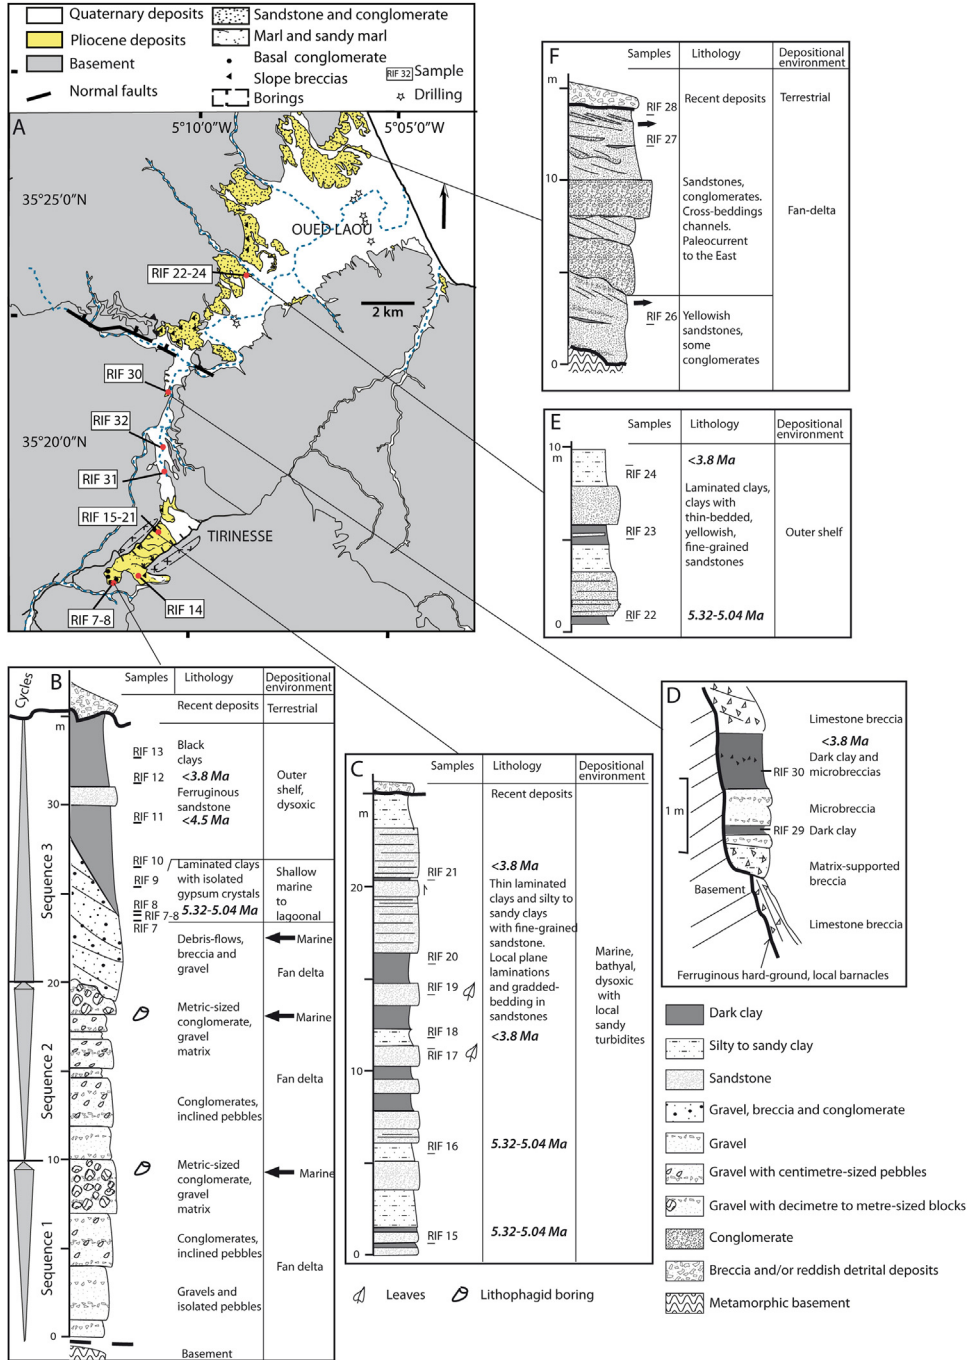 Quaternary deposits
Pliocene deposits
Basement
Normal faults
Sandstone and conglomerate
Marl and sandy marl
Basal conglomerate
Slope breccias
Borings
RIF 32 Sample
Drilling
A
5°10'0"W
5°05'0"W
35°25'0"N
OUED LAOU
RIF 22-24
2 km
RIF 30
35°20'0"N
RIF 32
RIF 31
RIF 15-21
TIRINESSE
RIF 14
RIF 7-8
F
Samples
Lithology
Depositional
environment
m
RIF 28
Recent deposits
Terrestrial
RIF 27
10
Sandstones,
conglomerates.
Cross-beddings
channels.
Paleocurrent
to the East
Fan-delta
RIF 26
Yellowish
sandstones,
some
conglomerates
0
E
Samples
Lithology
Depositional
environment
10
m
<3.8 Ma
RIF 24
Laminated clays,
clays with
thin-bedded,
yellowish,
fine-grained
sandstones
RIF 23
Outer shelf
RIF 22
5.32-5.04 Ma
0
Cycles
B
Samples
Lithology
Depositional
environment
Recent deposits
Terrestrial
m
RIF 13
Black
clays
RIF 12
<3.8 Ma
Outer
shelf,
dysoxic
30
Ferruginous
sandstone
RIF 11
<4.5 Ma
Sequence 3
RIF 10
Laminated clays
with isolated
gypsum crystals
RIF 9
Shallow
marine
to
lagoonal
RIF 8
5.32-5.04 Ma
RIF 7-8
RIF 7
Debris-flows,
breccia and
gravel
Marine
Fan delta
20
Metric-sized
conglomerate,
gravel
matrix
Marine
Sequence 2
Fan delta
Conglomerates,
inclined pebbles
10
Metric-sized
conglomerate,
gravel
matrix
Marine
Sequence 1
Conglomerates,
inclined pebbles
Fan delta
Gravels and
isolated pebbles
0
Basement
C
Samples
Lithology
Depositional
environment
Recent deposits
m
<3.8 Ma
RIF 21
20
Thin laminated
clays and silty to
sandy clays
with fine-grained
sandstone.
Local plane
laminations
and gradded-
bedding in
sandstones
RIF 20
Marine,
bathyal,
dysoxic
with
local
sandy
turbidites
RIF 19
RIF 18
<3.8 Ma
RIF 17
10
RIF 16
5.32-5.04 Ma
RIF 15
5.32-5.04 Ma
0
Leaves
Lithophagid boring
D
Limestone breccia
<3.8 Ma
Dark clay and
microbreccias
RIF 30
1 m
Microbreccia
RIF 29 Dark clay
Matrix-supported
breccia
Basement
Limestone breccia
Ferruginous hard-ground, local barnacles
Dark clay
Silty to sandy clay
Sandstone
Gravel, breccia and conglomerate
Gravel
Gravel with centimetre-sized pebbles
Gravel with decimetre to metre-sized blocks
Conglomerate
Breccia and/or reddish detrital deposits
Metamorphic basement